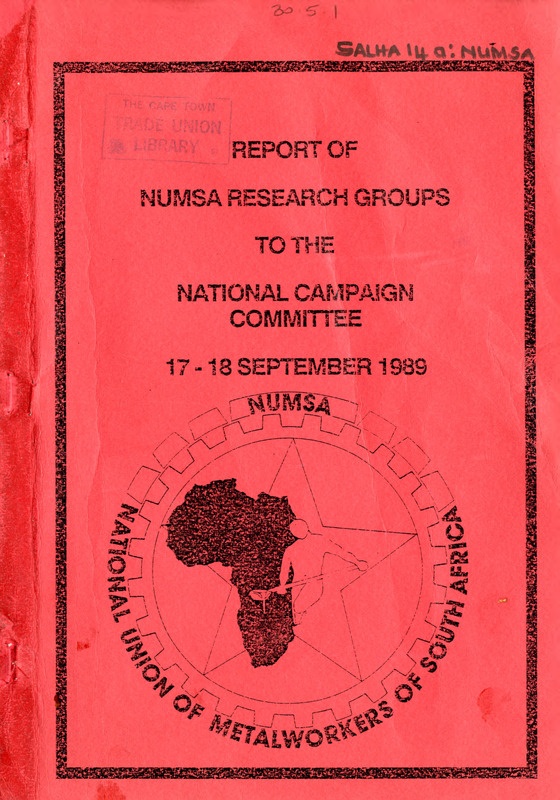 30.5.1
SALHA 14 a: NUMSA
THE CAPE TOWN
TRADE UNION
LIBRARY
REPORT OF
NUMSA RESEARCH GROUPS
TO THE
NATIONAL CAMPAIGN
COMMITTEE
17 - 18 SEPTEMBER 1989
NUMSA
NATIONAL UNION OF METALWORKERS OF SOUTH AFRICA